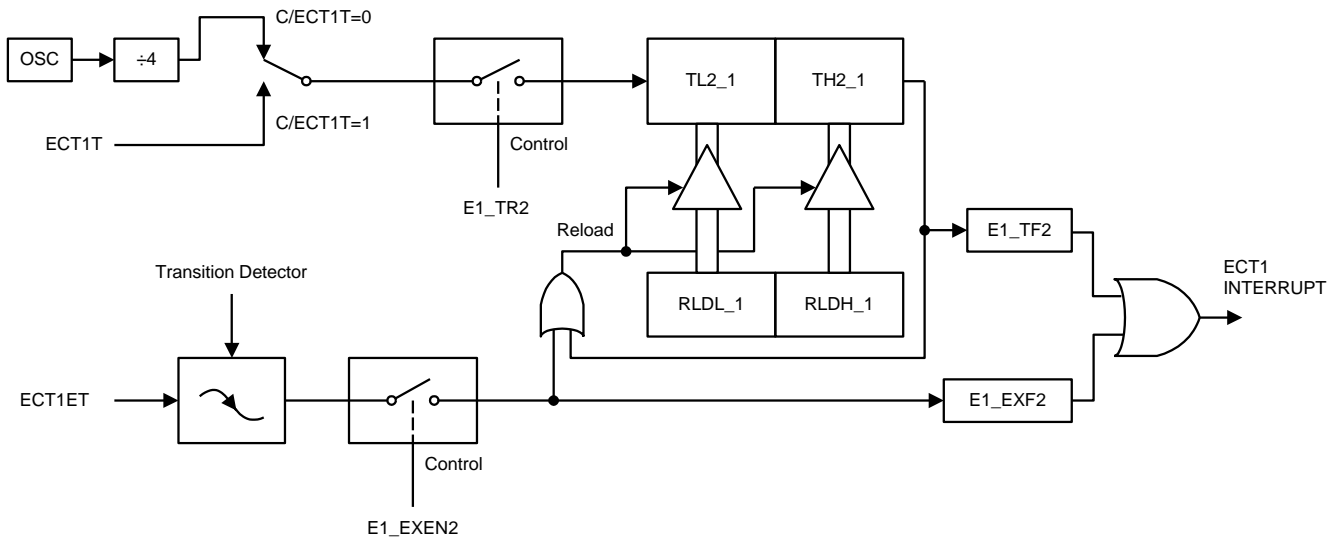 C/ECT1T=0
OSC
÷4
TL2_1
TH2_1
C/ECT1T=1
ECT1T
Control
E1_TR2
Reload
E1_TF2
Transition Detector
ECT1
INTERRUPT
RLDL_1
RLDH_1
ECT1ET
E1_EXF2
Control
E1_EXEN2